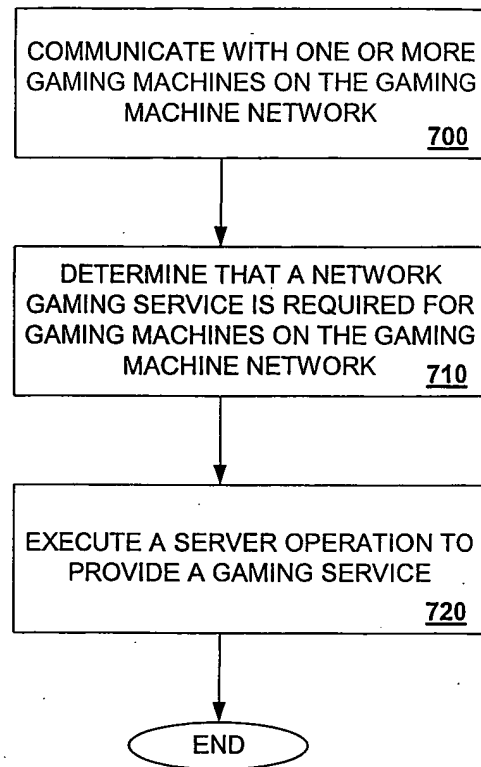 COMMUNICATE WITH ONE OR MORE
GAMING MACHINES ON THE GAMING
MACHINE NETWORK
700
DETERMINE THAT A NETWORK
GAMING SERVICE IS REQUIRED FOR
GAMING MACHINES ON THE GAMING
MACHINE NETWORK
710
EXECUTE A SERVER OPERATION TO
PROVIDE A GAMING SERVICE
720
END